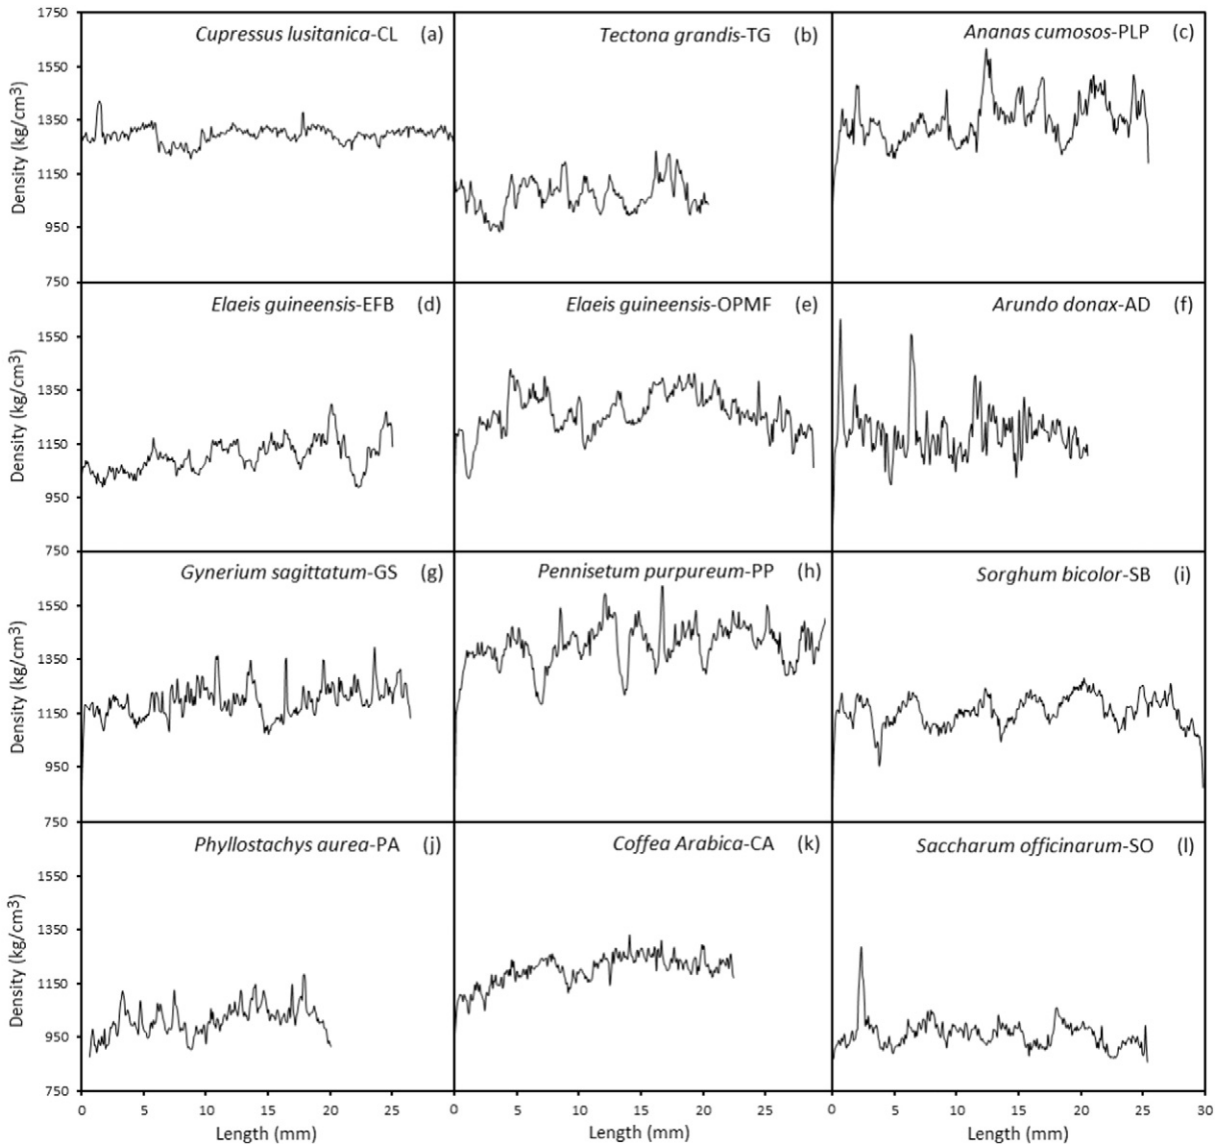 1750
Cupressus lusitanica-CL (a)
Tectona grandis-TG (b)
Ananas cumosos-PLP (c)
1550
1350
1150
950
750
Density (kg/cm3)
Elaeis guineensis-EFB (d)
Elaeis guineensis-OPMF (e)
Arundo donax-AD (f)
1550
1350
1150
950
750
Density (kg/cm3)
Gynerium sagittatum-GS (g)
Pennisetum purpureum-PP (h)
Sorghum bicolor-SB (i)
1550
1350
1150
950
750
Density (kg/cm3)
Phyllostachys aurea-PA (j)
Coffea Arabica-CA (k)
Saccharum officinarum-SO (l)
1550
1350
1150
950
750
Density (kg/cm3)
0 5 10 15 20 25
0 5 10 15 20 25
0 5 10 15 20 25 30
Length (mm)
Length (mm)
Length (mm)